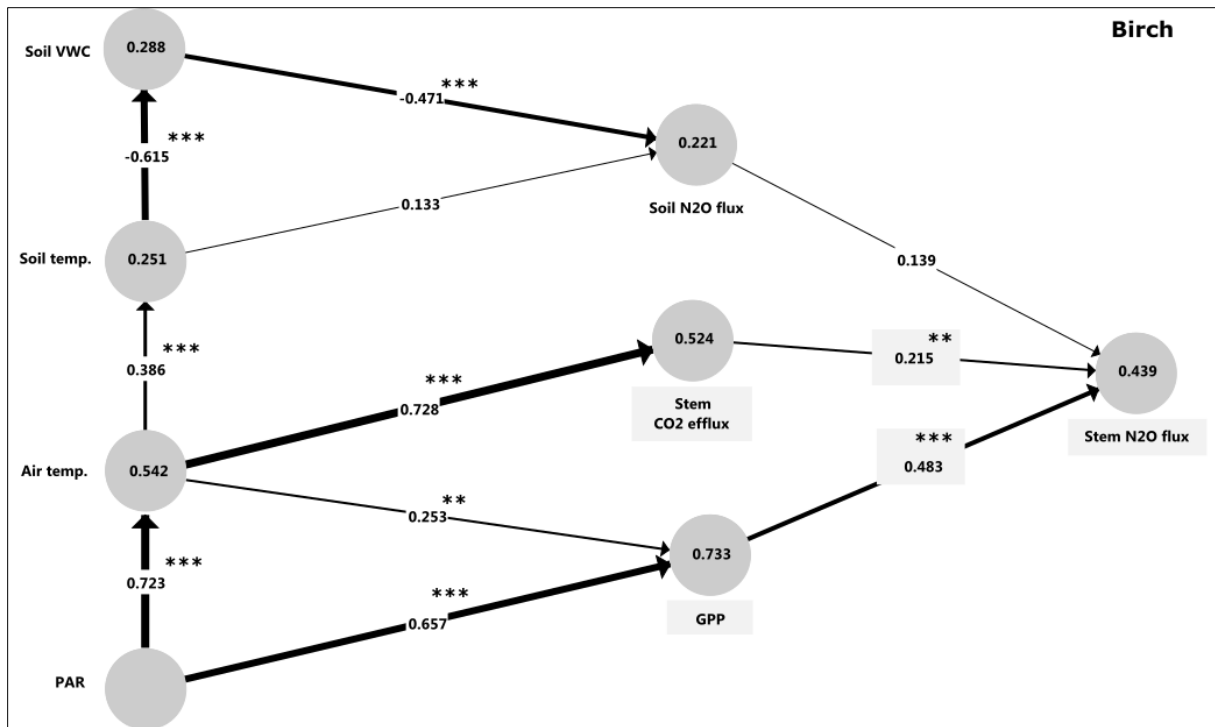 Birch
Soil VWC
0.288
***
-0.471
***
-0.615
0.221
Soil N2O flux
0.133
Soil temp.
0.251
0.139
***
0.386
0.524
Stem
CO2 efflux
**
0.215
0.439
Stem N2O flux
***
0.728
Air temp.
0.542
***
0.483
**
0.253
0.733
GPP
***
0.723
***
0.657
PAR